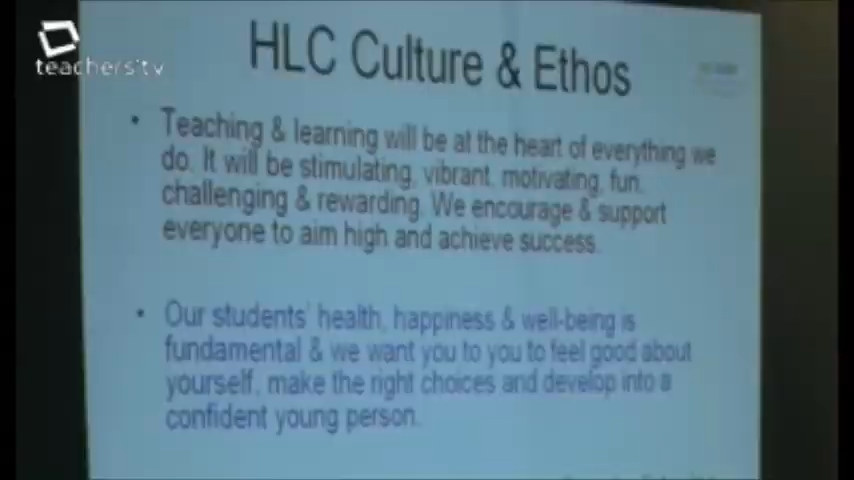 teachers'tv
HLC Culture & Ethos
• Teaching & learning will be at the heart of everything we
do. It will be stimulating, vibrant, motivating, fun,
challenging & rewarding. We encourage & support
everyone to aim high and achieve success.
• Our students' health, happiness & well-being is
fundamental & we want you to you to feel good about
yourself, make the right choices and develop into a
confident young person.